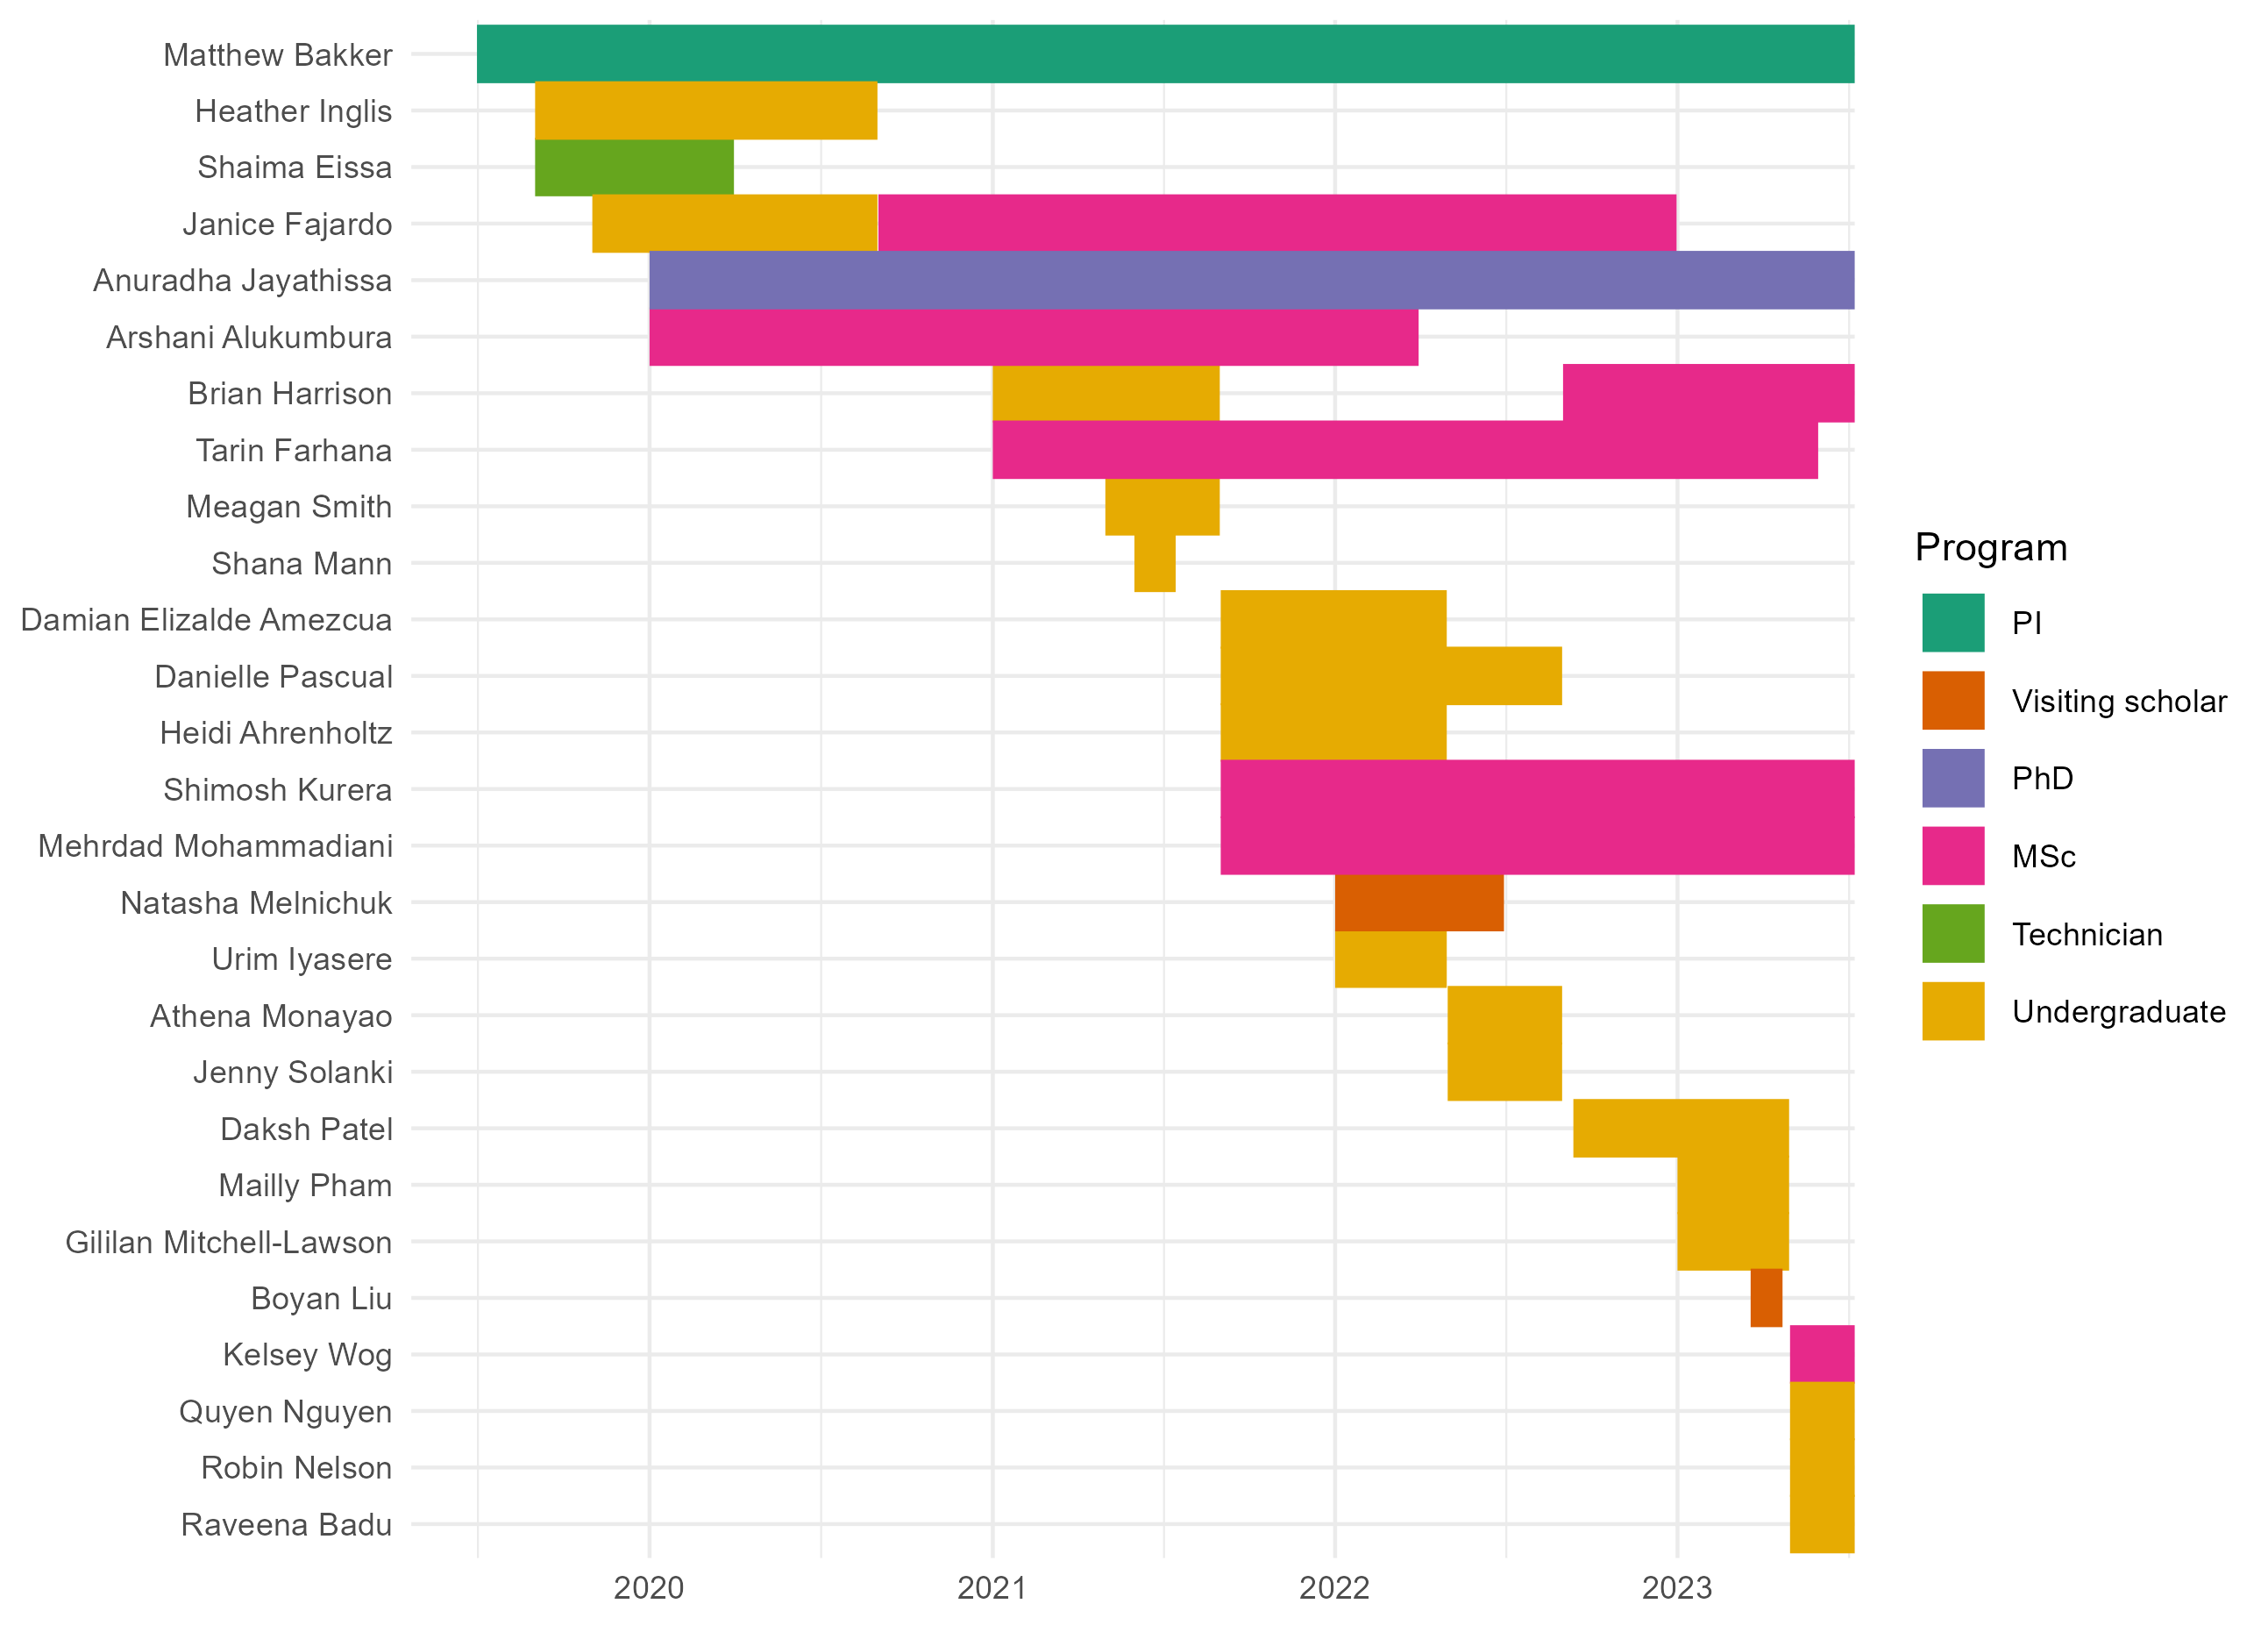 Matthew Bakker
Heather Inglis
Shaima Eissa
Janice Fajardo
Anuradha Jayathissa
Arshani Alukumbura
Brian Harrison
Tarin Farhana
Meagan Smith
Shana Mann
Damian Elizalde Amezcua
Danielle Pascual
Heidi Ahrenholtz
Shimosh Kurera
Mehrdad Mohammadiani
Natasha Melnichuk
Urim Iyasere
Athena Monayao
Jenny Solanki
Daksh Patel
Mailly Pham
Gililan Mitchell-Lawson
Boyan Liu
Kelsey Wog
Quyen Nguyen
Robin Nelson
Raveena Badu
2020 2021 2022 2023
Program
PI
Visiting scholar
PhD
MSc
Technician
Undergraduate